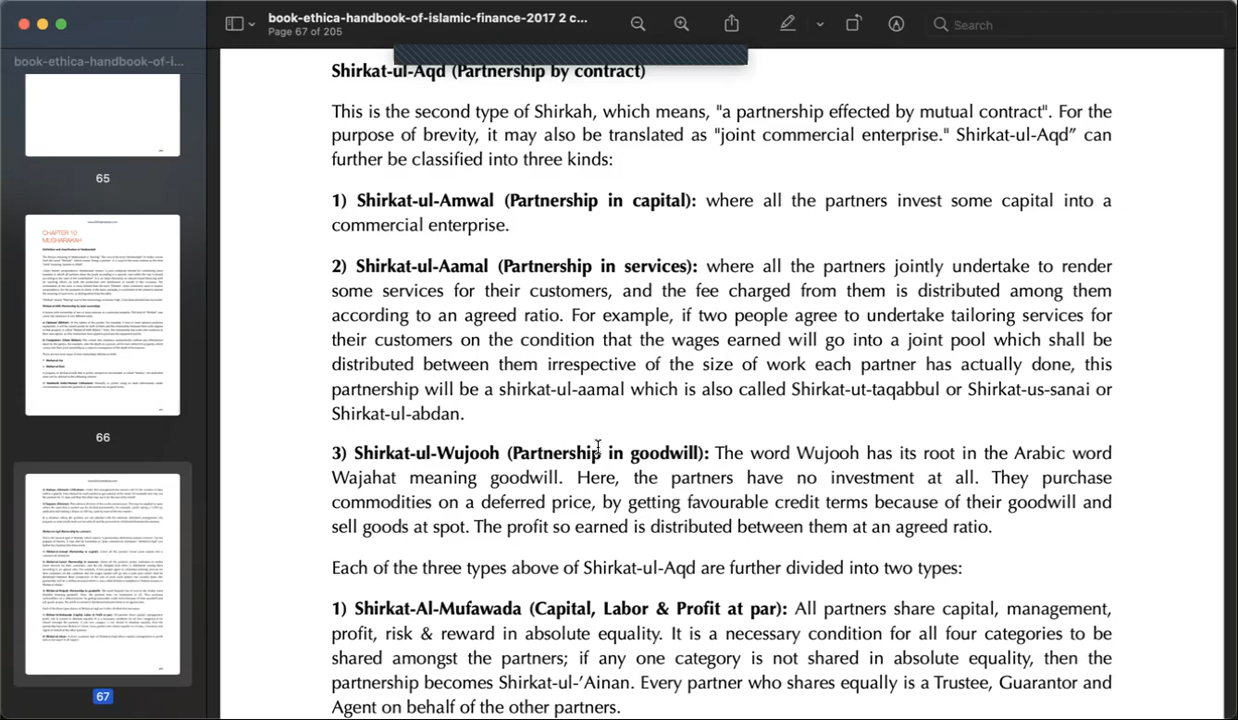 book-ethica-handbook-of-islamic-finance-2017 2 c...
Page 67 of 205
Search
book-ethica-handbook-of-i...
65
66
67
CHAPTER 10
MUSHARAKAH
Shirkat-ul-Aqd (Partnership by contract)
This is the second type of Shirkah, which means, "a partnership effected by mutual contract". For the
purpose of brevity, it may also be translated as "joint commercial enterprise." Shirkat-ul-Aqd” can
further be classified into three kinds:
1) Shirkat-ul-Amwal (Partnership in capital): where all the partners invest some capital into a
commercial enterprise.
2) Shirkat-ul-Aamal (Partnership in services): where all the partners jointly undertake to render
some services for their customers, and the fee charged from them is distributed among them
according to an agreed ratio. For example, if two people agree to undertake tailoring services for
their customers on the condition that the wages earned will go into a joint pool which shall be
distributed between them irrespective of the size of work each partner has actually done, this
partnership will be a shirkat-ul-aamal which is also called Shirkat-ut-taqabbul or Shirkat-us-sanai or
Shirkat-ul-abdan.
3) Shirkat-ul-Wujooh (Partnership in goodwill): The word Wujooh has its root in the Arabic word
Wajahat meaning goodwill. Here, the partners have no investment at all. They purchase
commodities on a deferred price, by getting favorable terms because of their goodwill and
sell goods at spot. The profit so earned is distributed between them at an agreed ratio.
Each of the three types above of Shirkat-ul-Aqd are further divided into two types:
1) Shirkat-Al-Mufawada (Capital, Labor & Profit at par): All partners share capital, management,
profit, risk & reward in absolute equality. It is a necessary condition for all four categories to be
shared amongst the partners; if any one category is not shared in absolute equality, then the
partnership becomes Shirkat-ul-’Ainan. Every partner who shares equally is a Trustee, Guarantor and
Agent on behalf of the other partners.